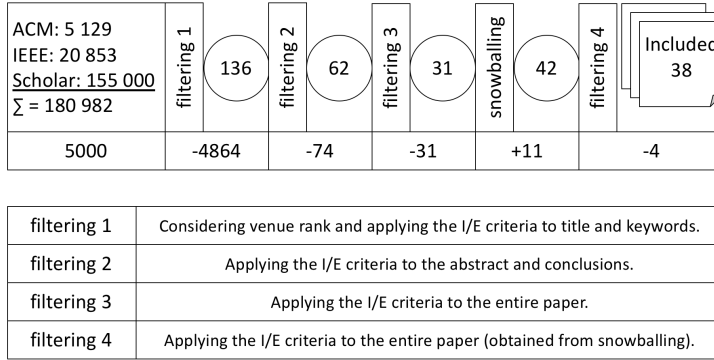 ACM: 5 129
IEEE: 20 853
Scholar: 155 000
∑ = 180 982
filtering 1
136
filtering 2
62
filtering 3
31
snowballing
42
filtering 4
Included
38
5000 -4864 -74 -31 +11 -4
filtering 1 Considering venue rank and applying the I/E criteria to title and keywords.
filtering 2 Applying the I/E criteria to the abstract and conclusions.
filtering 3 Applying the I/E criteria to the entire paper.
filtering 4 Applying the I/E criteria to the entire paper (obtained from snowballing).